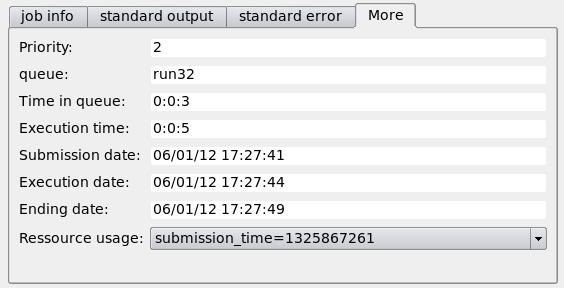 job info standard output standard error More
Priority: 2
queue: run32
Time in queue: 0:0:3
Execution time: 0:0:5
Submission date: 06/01/12 17:27:41
Execution date: 06/01/12 17:27:44
Ending date: 06/01/12 17:27:49
Ressource usage: submission_time=1325867261